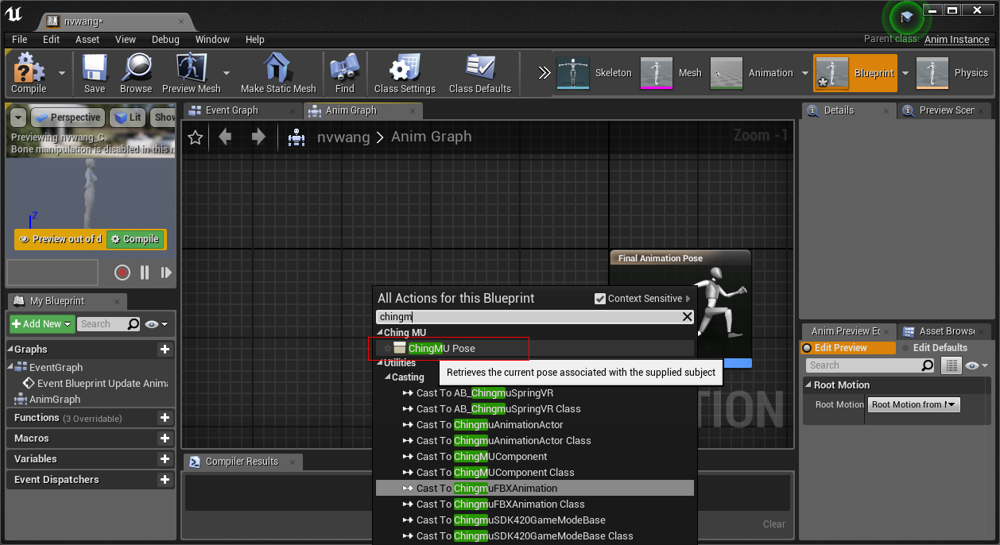 nvwang*
File Edit Asset View Debug Window Help
Parent class: Anim Instance
Compile
Save
Browse
Preview Mesh
Make Static Mesh
Find
Class Settings
Class Defaults
Skeleton
Mesh
Animation
Blueprint
Physics
Event Graph
Anim Graph
Details
Preview Scen
Perspective
Lit
Show
Previewing nvwang_C.
Bone manipulation is disabled in this m
nvwang > Anim Graph
Zoom -1
Z
Preview out of d
Compile
Final Animation Pose
My Blueprint
Add New
Search
Graphs
EventGraph
Event Blueprint Update Anima
AnimGraph
Functions (3 Overridable)
Macros
Variables
Event Dispatchers
All Actions for this Blueprint
Context Sensitive
chingm
Ching MU
ChingMU Pose
Utilities
Retrieves the current pose associated with the supplied subject
Casting
Cast To AB_ChingmuSpringVR
Cast To AB_ChingmuSpringVR Class
Cast To ChingmuAnimationActor
Cast To ChingmuAnimationActor Class
Cast To ChingMUComponent
Cast To ChingMUComponent Class
Cast To ChingmuFBXAnimation
Cast To ChingmuFBXAnimation Class
Cast To ChingmuSDK420GameModeBase
Cast To ChingmuSDK420GameModeBase Class
TION
Compiler Results
Clear
Anim Preview Ec
Asset Browse
Edit Preview
Edit Defaults
Search
Root Motion
Root Motion
Root Motion from M